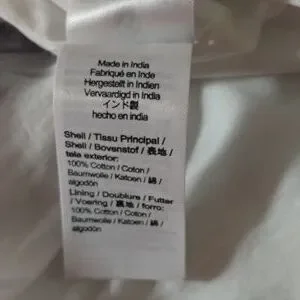 Made in India
Fabriqué en Inde
Hergestellt in Indien
Vervaardigd in India
インド製
hecho en india
Shell / Tissu Principal /
Shell / Bovenstof / 表地 /
tela exterior:
100% Cotton / Coton /
Baumwolle / Katoen / 綿 /
algodón
Lining / Doublure / Futter
/ Voering / 裏地 / forro:
100% Cotton / Coton /
Baumwolle / Katoen / 綿 /
algodón